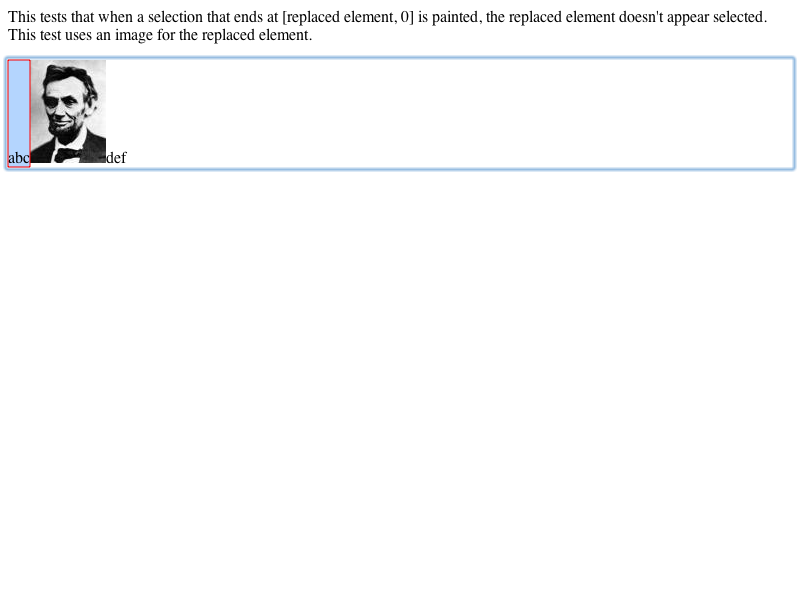 This tests that when a selection that ends at [replaced element, 0] is painted, the replaced element doesn't appear selected.
This test uses an image for the replaced element.
abc def